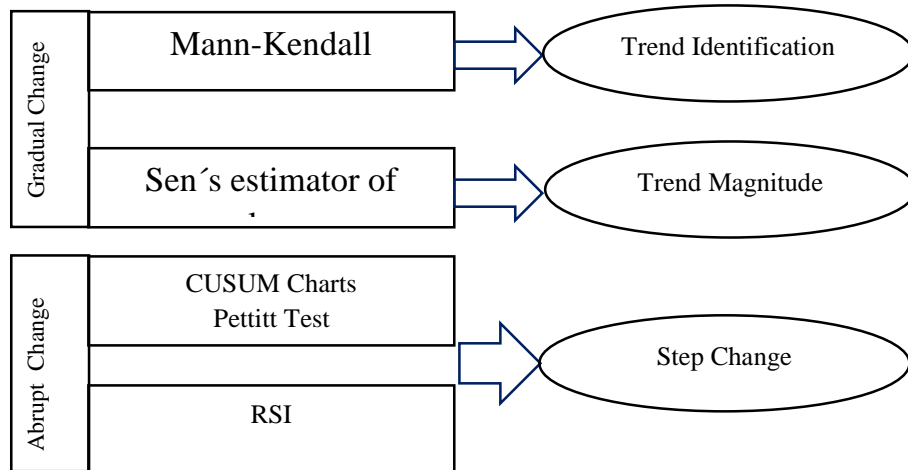 Gradual Change
Mann-Kendall
Trend Identification
Sen´s estimator of
Trend Magnitude
Abrupt Change
CUSUM Charts
Pettitt Test
Step Change
RSI